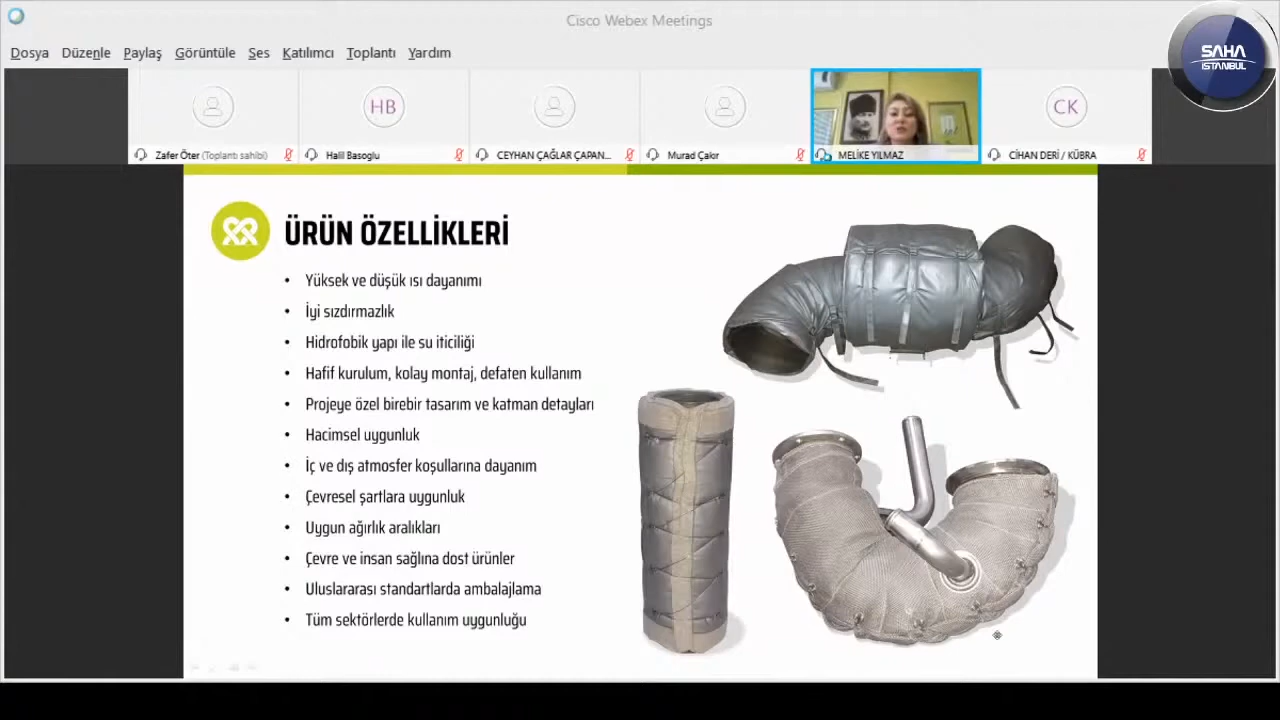 Cisco Webex Meetings
SAHA
İSTANBUL
Dosya Düzenle Paylaş Görüntüle Ses Katılımcı Toplantı Yardım
HB
CK
Zafer Öter (Toplantı sahibi)
Halil Basoglu
CEYHAN ÇAĞLAR ÇAPAN...
Murad Çakır
MELİKE YILMAZ
CİHAN DERİ / KÜBRA
ÜRÜN ÖZELLİKLERİ
• Yüksek ve düşük ısı dayanımı
• İyi sızdırmazlık
• Hidrofobik yapı ile su iticiliği
• Hafif kurulum, kolay montaj, defaten kullanım
• Projeye özel birebir tasarım ve katman detayları
• Hacimsel uygunluk
• İç ve dış atmosfer koşullarına dayanım
• Çevresel şartlara uygunluk
• Uygun ağırlık aralıkları
• Çevre ve insan sağlına dost ürünler
• Uluslararası standartlarda ambalajlama
• Tüm sektörlerde kullanım uygunluğu